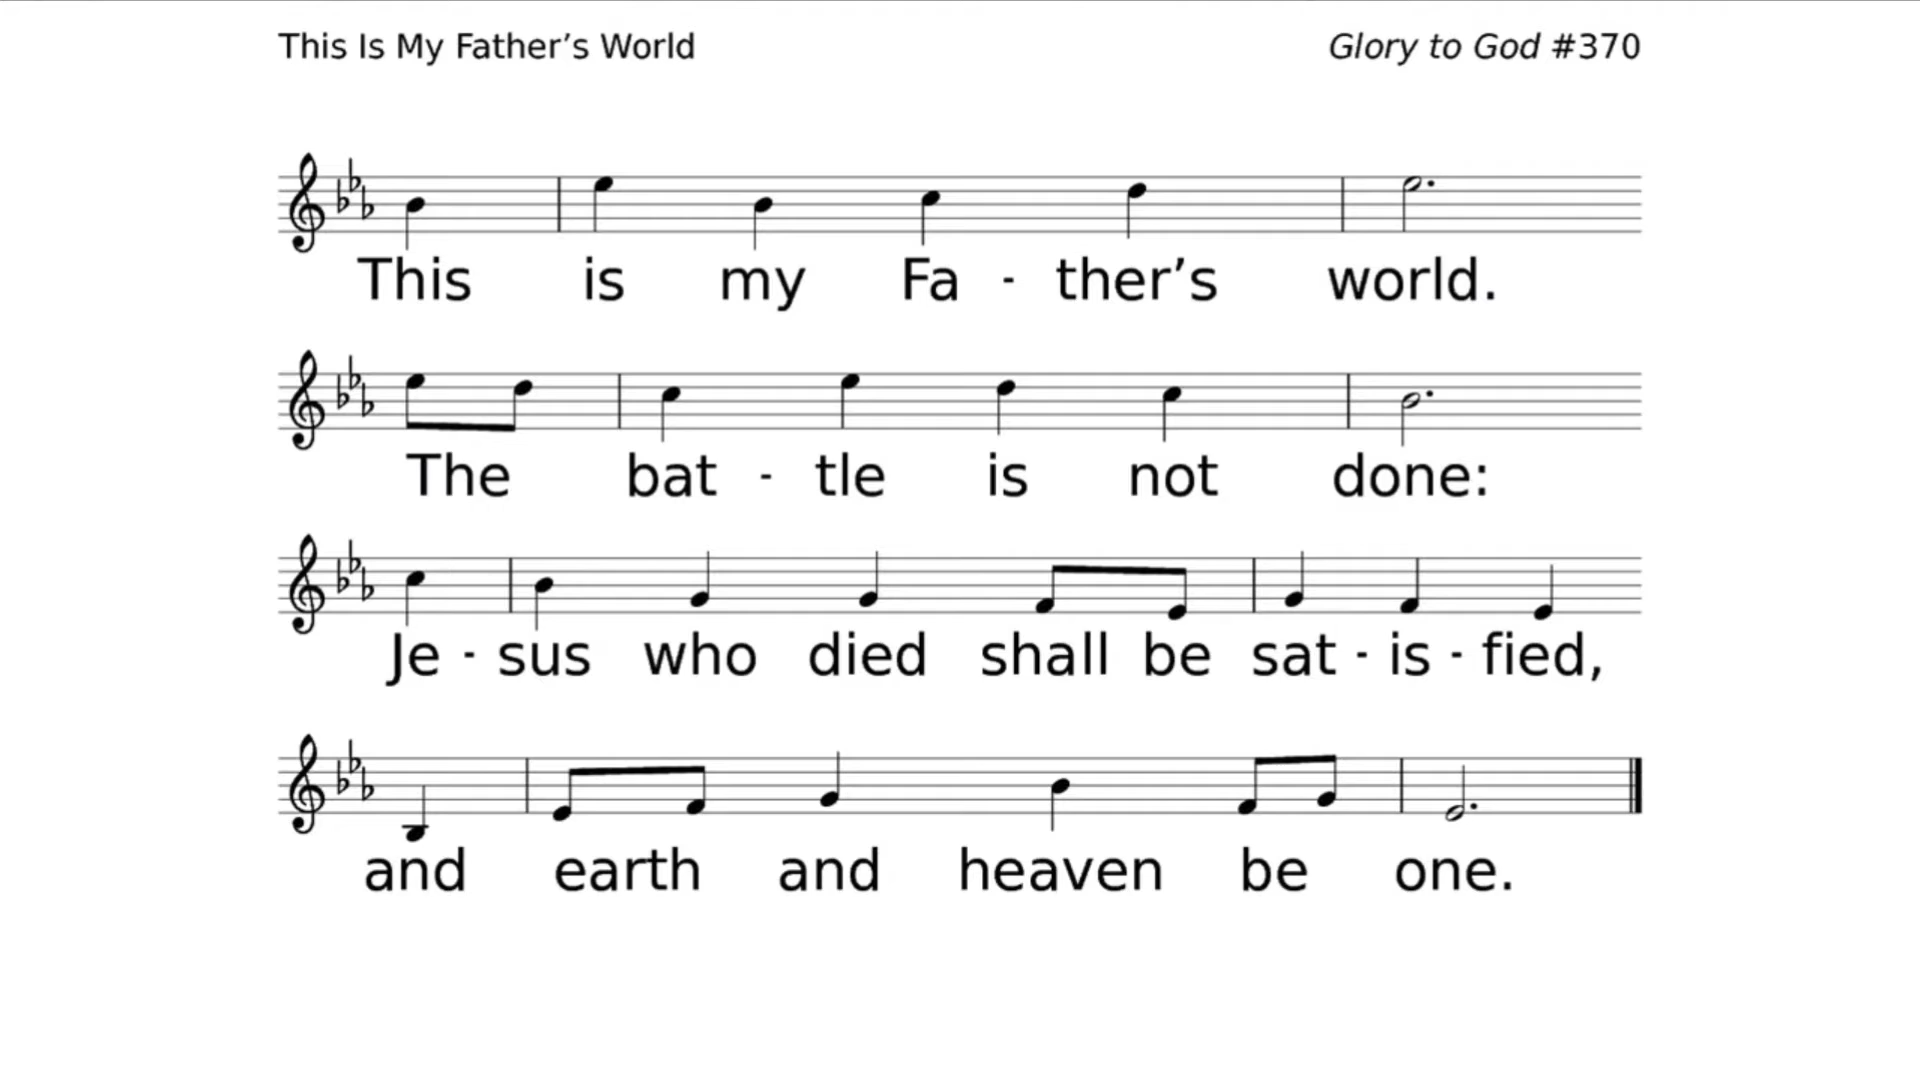 This Is My Father’s World Glory to God #370
This is my Fa - ther’s world.
The bat - tle is not done:
Je - sus who died shall be sat - is - fied,
and earth and heaven be one.